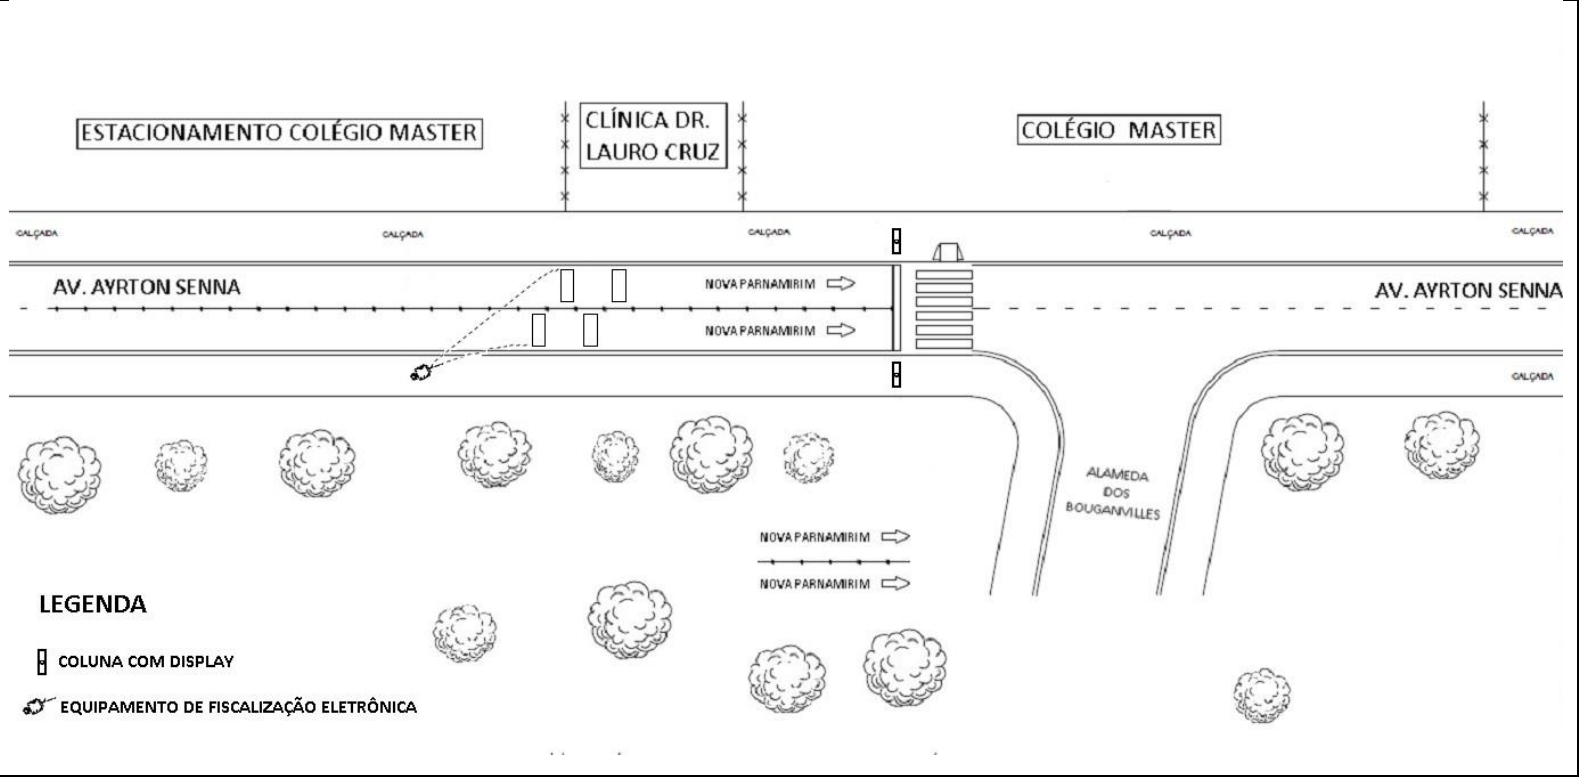 ESTACIONAMENTO COLÉGIO MASTER
CLÍNICA DR.
LAURO CRUZ
COLÉGIO MASTER
CALÇADA
CALÇADA
CALÇADA
CALÇADA
CALÇADA
AV. AYRTON SENNA
NOVA PARNAMIRIM
NOVA PARNAMIRIM
AV. AYRTON SENNA
CALÇADA
ALAMEDA
DOS
BOUGANVILLES
NOVA PARNAMIRIM
NOVA PARNAMIRIM
LEGENDA
COLUNA COM DISPLAY
EQUIPAMENTO DE FISCALIZAÇÃO ELETRÔNICA